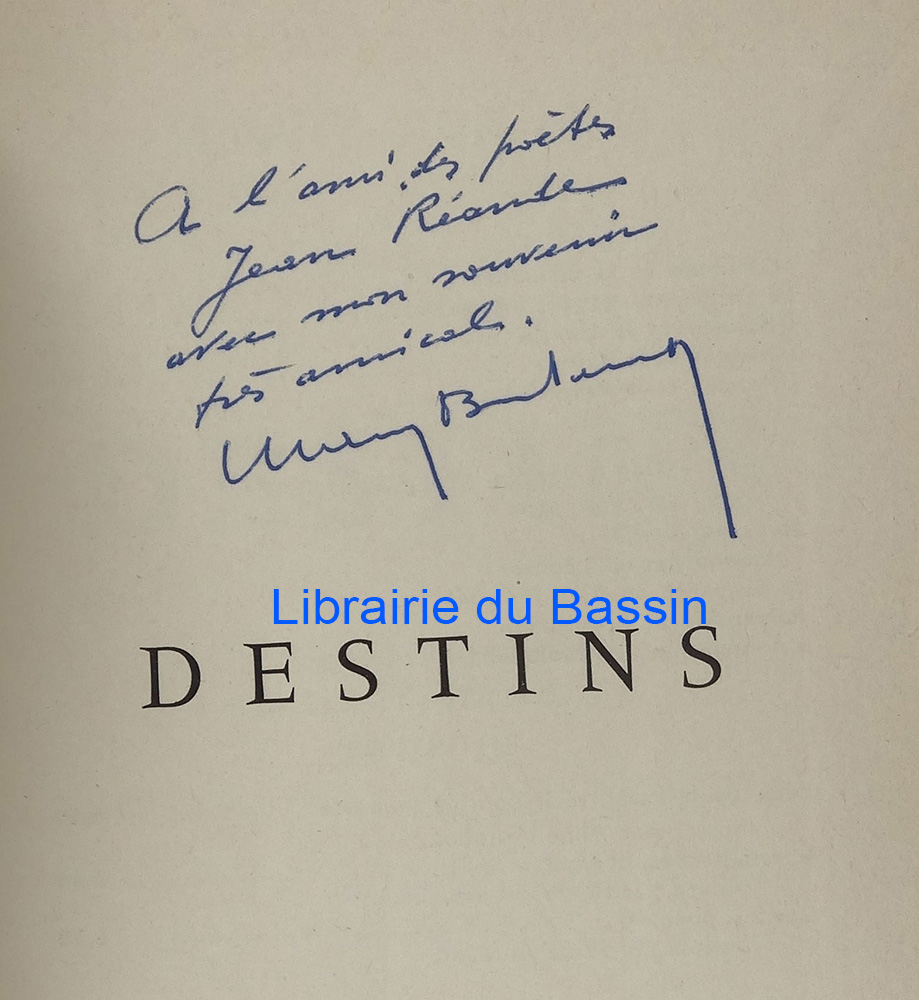 A l'ami des poètes
Jean
avec mon souvenir
très amical.
Librairie du Bassin
DESTINS